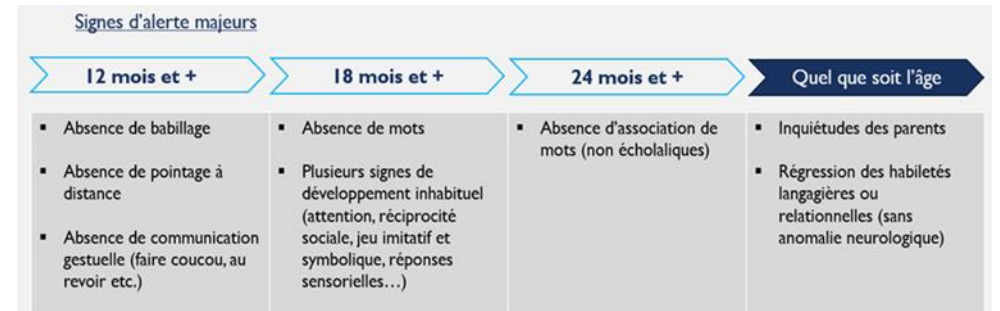 Signes d'alerte majeurs
12 mois et +
18 mois et +
24 mois et +
Quel que soit l'âge
▪ Absence de babillage
▪ Absence de pointage à
distance
▪ Absence de communication
gestuelle (faire coucou, au
revoir etc.)
▪ Absence de mots
▪ Plusieurs signes de
développement inhabituel
(attention, réciprocité
sociale, jeu imitatif et
symbolique, réponses
sensorielles…)
▪ Absence d'association de
mots (non écholaliques)
▪ Inquiétudes des parents
▪ Régression des habiletés
langagières ou
relationnelles (sans
anomalie neurologique)